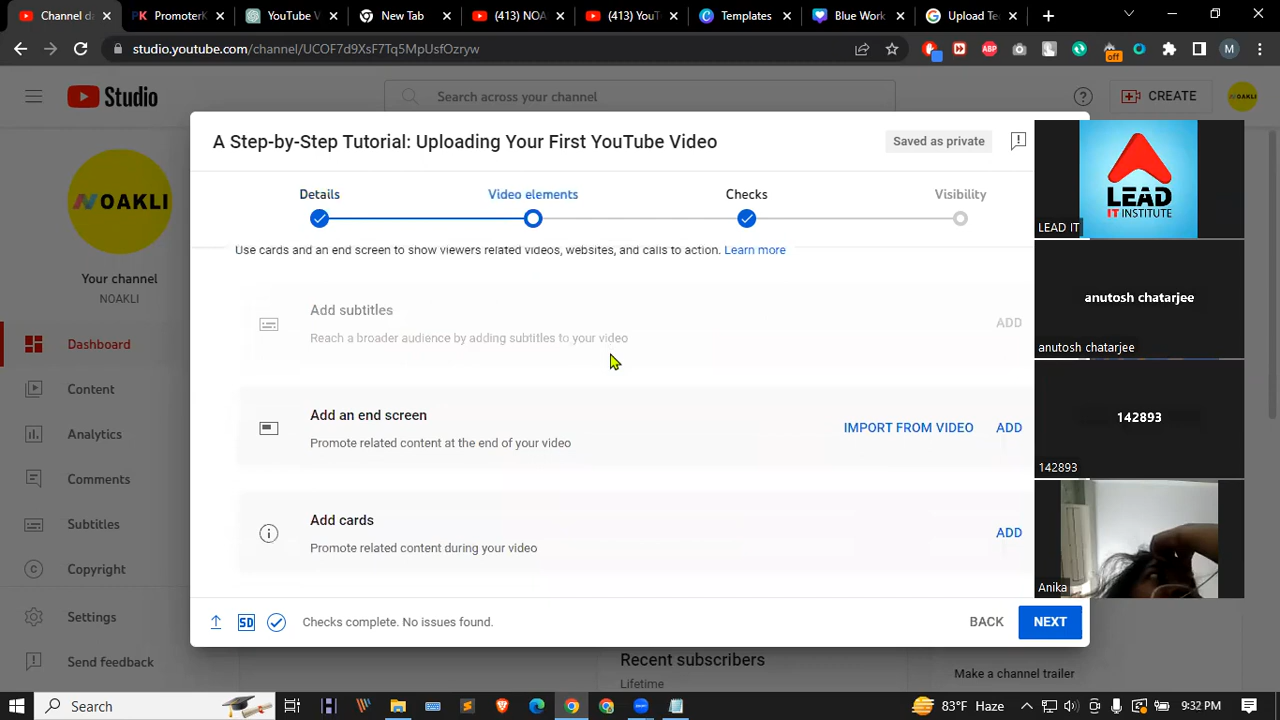 Channel da
PromoterK
YouTube V
New Tab
(413) NOA
(413) YouT
Templates
Blue Work
Upload Te
studio.youtube.com/channel/UCOF7d9XsF7Tq5MpUsfOzryw
ABP
off
M
Studio
Search across your channel
CREATE
NOAKLI
NOAKLI
Your channel
NOAKLI
Dashboard
Content
Analytics
Comments
Subtitles
Copyright
Settings
Send feedback
A Step-by-Step Tutorial: Uploading Your First YouTube Video
Saved as private
Details
Video elements
Checks
Visibility
Use cards and an end screen to show viewers related videos, websites, and calls to action. Learn more
Add subtitles
Reach a broader audience by adding subtitles to your video
ADD
Add an end screen
Promote related content at the end of your video
IMPORT FROM VIDEO
ADD
Add cards
Promote related content during your video
ADD
SD
Checks complete. No issues found.
BACK
NEXT
Recent subscribers
Lifetime
Make a channel trailer
LEAD
IT INSTITUTE
LEAD IT
anutosh chatarjee
anutosh chatarjee
142893
142893
Anika
Search
83°F Haze
3:32 PM